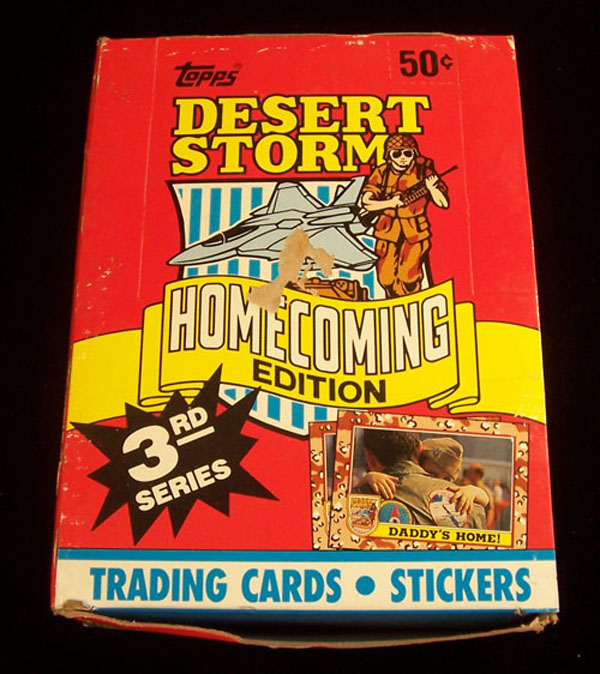 Topps®
50¢
DESERT
STORM
HOMECOMING
EDITION
3RD
SERIES
DADDY'S HOME!
TRADING CARDS • STICKERS